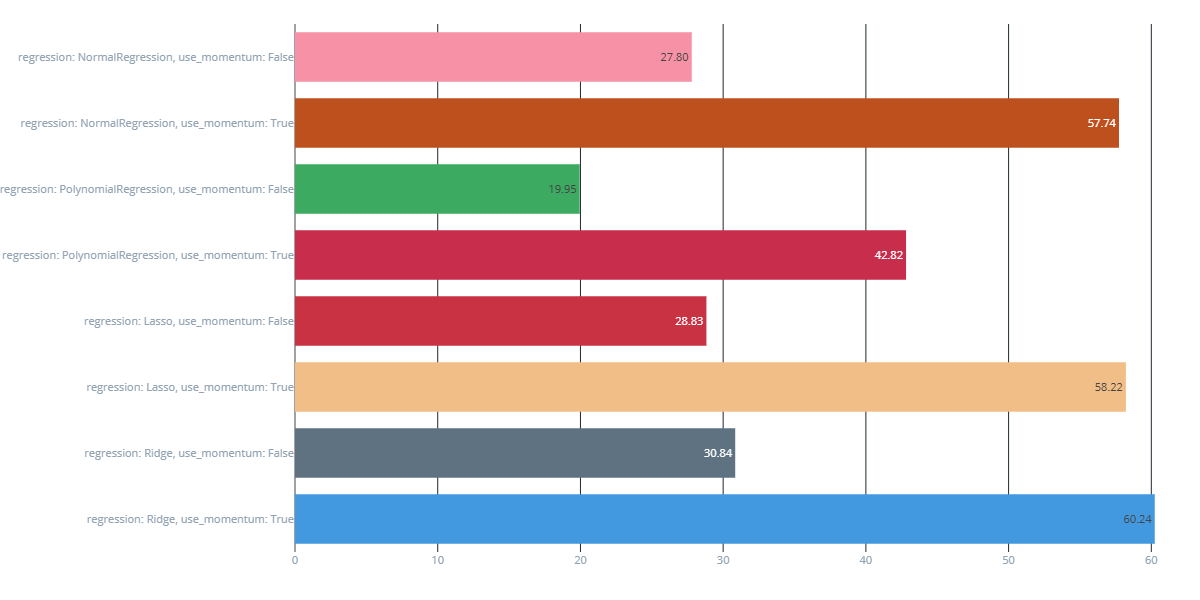 regression: NormalRegression, use_momentum: False 27.80
regression: NormalRegression, use_momentum: True 57.74
regression: PolynomialRegression, use_momentum: False 19.95
regression: PolynomialRegression, use_momentum: True 42.82
regression: Lasso, use_momentum: False 28.83
regression: Lasso, use_momentum: True 58.22
regression: Ridge, use_momentum: False 30.84
regression: Ridge, use_momentum: True 60.24
0 10 20 30 40 50 60